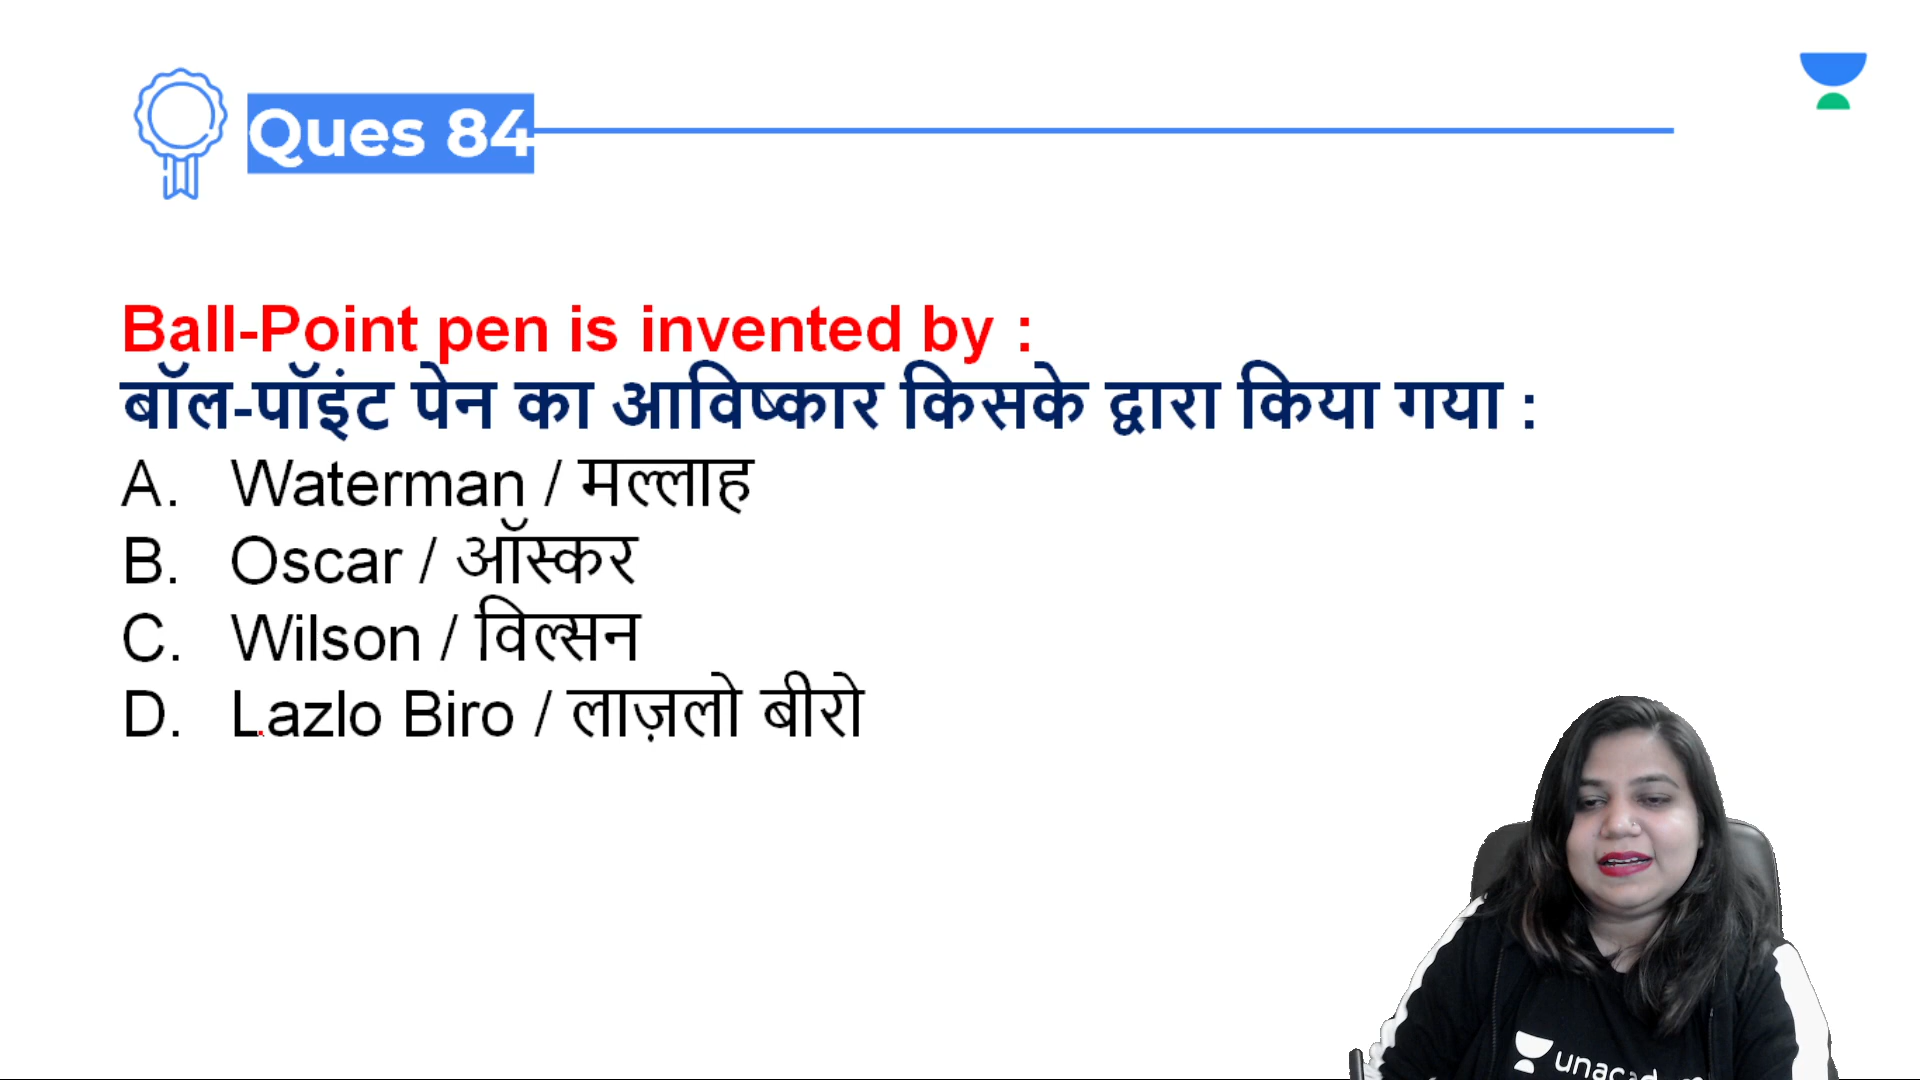 Ques 84
Ball-Point pen is invented by :
बॉल-पॉइंट पेन का आविष्कार किसके द्वारा किया गया :
A. Waterman / मल्लाह
B. Oscar / ऑस्कर
C. Wilson / विल्सन
D. Lazlo Biro / लाज़लो बीरो